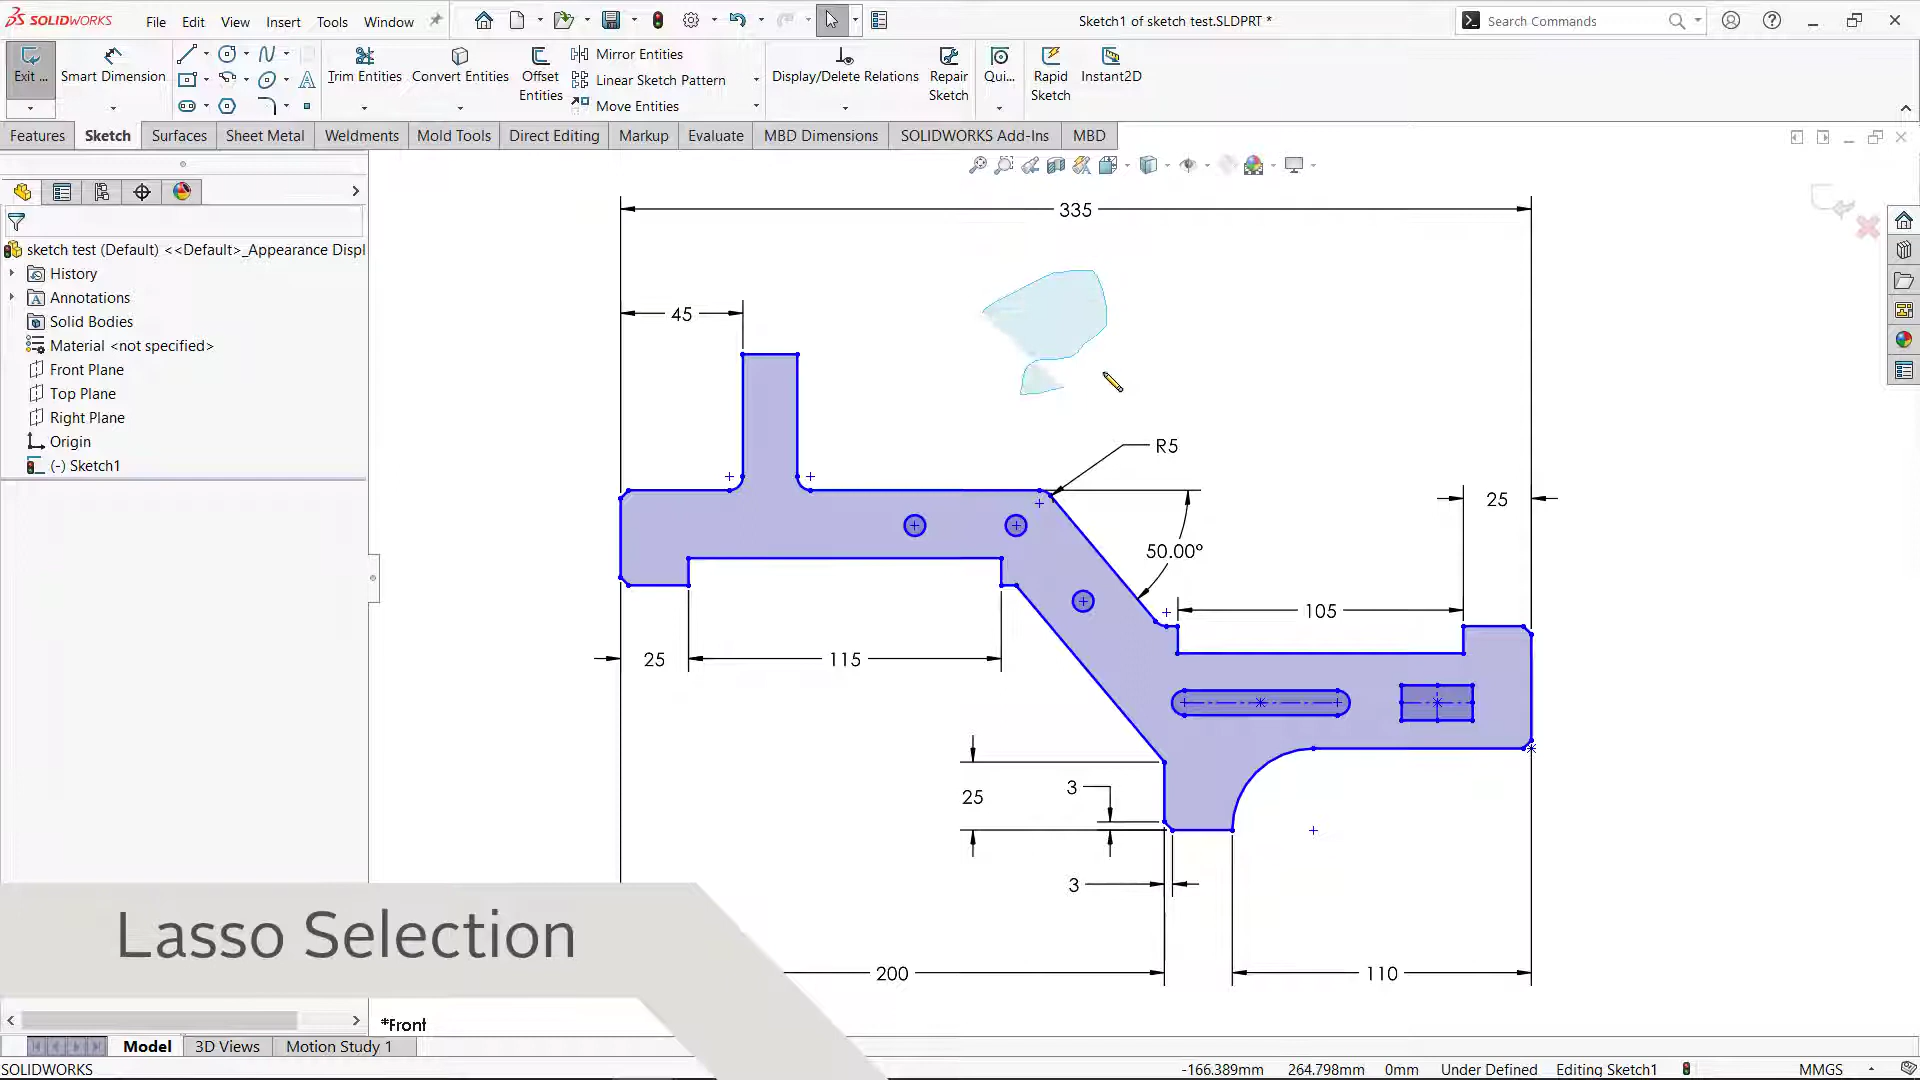 SOLIDWORKS File Edit View Insert Tools Window Sketch1 of sketch test.SLDPRT * Search Commands
Exit ... Smart Dimension Trim Entities Convert Entities Offset Entities Mirror Entities Linear Sketch Pattern Move Entities Display/Delete Relations Repair Sketch Qui... Rapid Sketch Instant2D
Features Sketch Surfaces Sheet Metal Weldments Mold Tools Direct Editing Markup Evaluate MBD Dimensions SOLIDWORKS Add-Ins MBD
sketch test (Default) <<Default>_Appearance Displ
History
Annotations
Solid Bodies
Material <not specified>
Front Plane
Top Plane
Right Plane
Origin
(-) Sketch1
335
45
R5
25
50.00°
105
25
115
25
3
3
200
110
Lasso Selection
*Front
Model 3D Views Motion Study 1
SOLIDWORKS -166.389mm 264.798mm 0mm Under Defined Editing Sketch1 MMGS